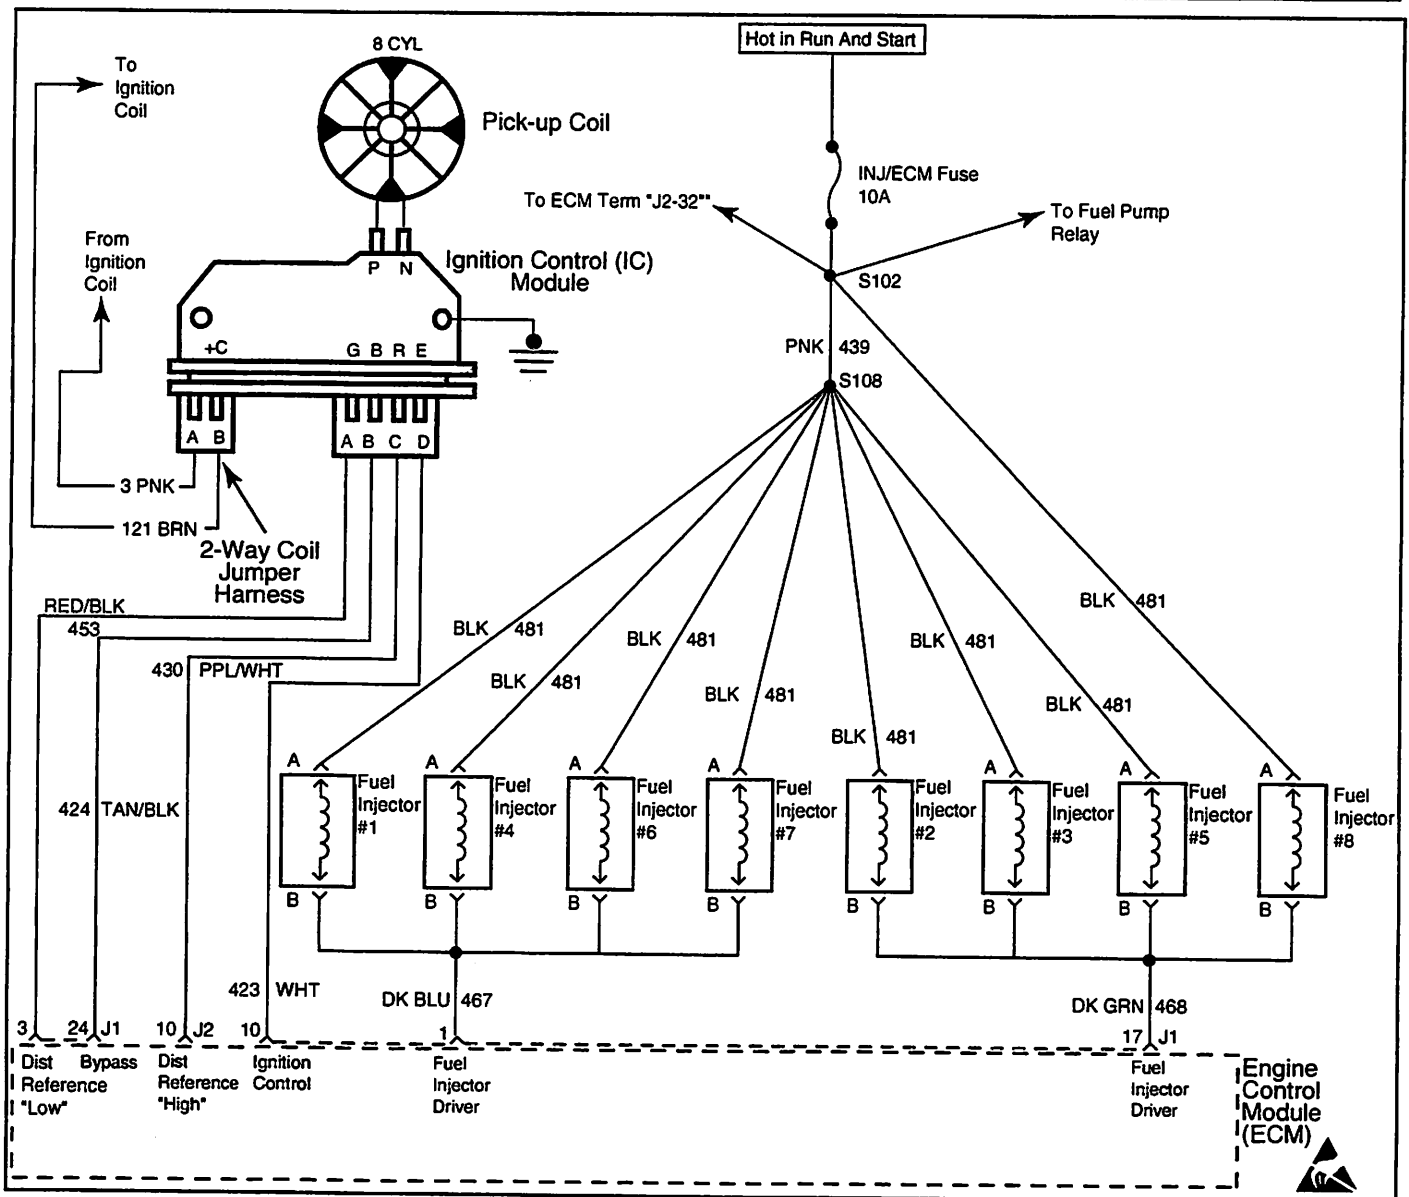 8 CYL
Hot in Run And Start
To
Ignition
Coil
Pick-up Coil
INJ/ECM Fuse
10A
To ECM Term "J2-32""
To Fuel Pump
Relay
From
Ignition
Coil
P N
Ignition Control (IC)
Module
S102
+C
G B R E
PNK 439
S108
A B
A B C D
3 PNK
121 BRN
2-Way Coil
Jumper
Harness
RED/BLK
453
430 PPL/WHT
BLK 481
BLK 481
BLK 481
BLK 481
BLK 481
BLK 481
BLK 481
BLK 481
A
Fuel
Injector
#1
B
A
Fuel
Injector
#4
B
A
Fuel
Injector
#6
B
A
Fuel
Injector
#7
B
A
Fuel
Injector
#2
B
A
Fuel
Injector
#3
B
A
Fuel
Injector
#5
B
A
Fuel
Injector
#8
B
424 TAN/BLK
423 WHT
DK BLU 467
DK GRN 468
3 24 J1 10 J2 10 1 17 J1
Dist
Reference
"Low"
Bypass
Dist
Reference
"High"
Ignition
Control
Fuel
Injector
Driver
Fuel
Injector
Driver
Engine
Control
Module
(ECM)